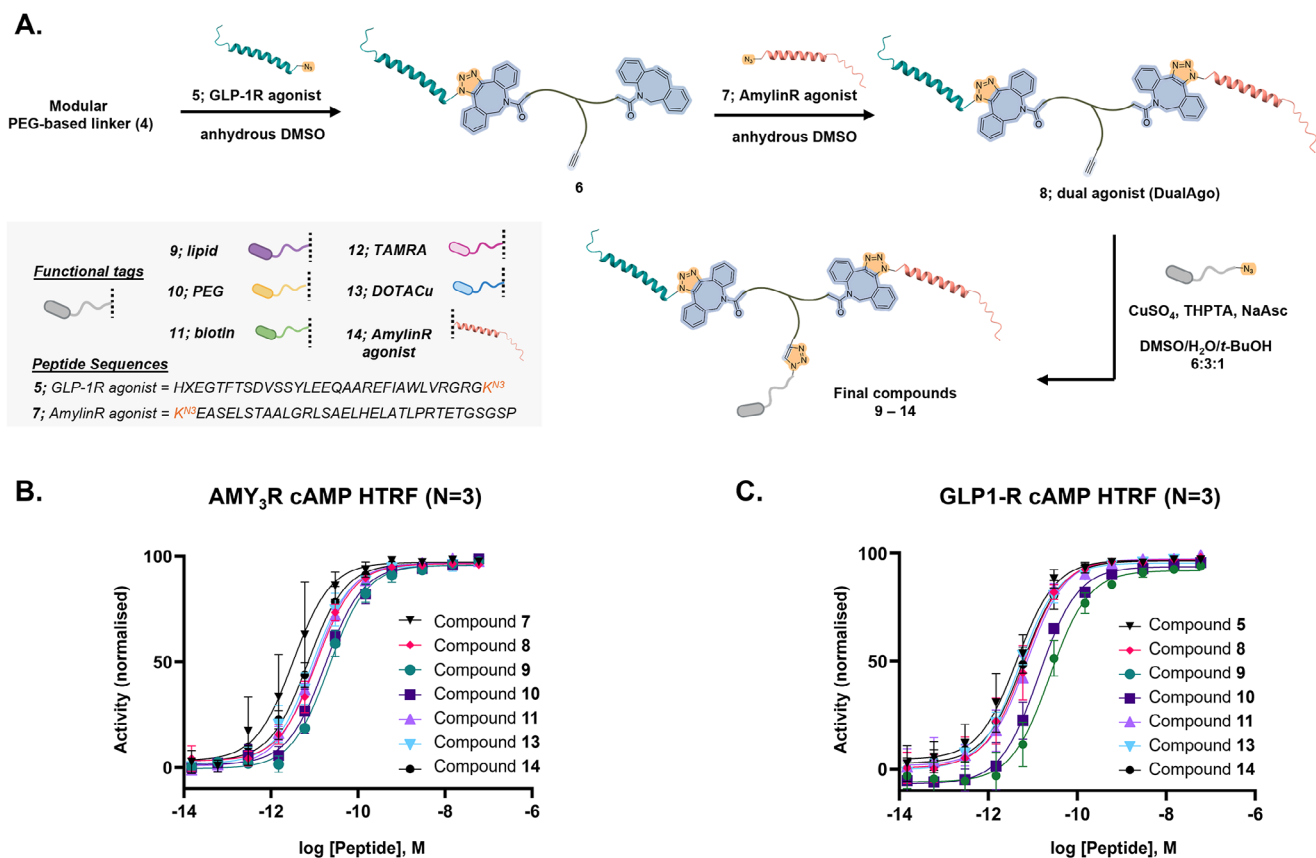 A.
Modular
PEG-based linker (4)
N₃
5; GLP-1R agonist
anhydrous DMSO
N N
N
N
O
N
O
6
N₃
7; AmylinR agonist
anhydrous DMSO
N N
N
N
O
N
O
N N
N
8; dual agonist (DualAgo)
Functional tags
9; lipid
10; PEG
11; biotin
12; TAMRA
13; DOTACu
14; AmylinR
agonist
Peptide Sequences
5; GLP-1R agonist = HXEGTFTSDVSSYLEEQAAREFIAWLVRGRGKᴺ³
7; AmylinR agonist = Kᴺ³EASELSTAALGRLSAELHELATLPRTETGSGSP
N N
N
N
O
N
O
N N
N
N
N
N
Final compounds
9 – 14
N₃
CuSO₄, THPTA, NaAsc
DMSO/H₂O/t-BuOH
6:3:1
B.
AMY₃R cAMP HTRF (N=3)
Activity (normalised)
100
50
0
-14 -12 -10 -8 -6
log [Peptide], M
Compound 7
Compound 8
Compound 9
Compound 10
Compound 11
Compound 13
Compound 14
C.
GLP1-R cAMP HTRF (N=3)
Activity (normalised)
100
50
0
-14 -12 -10 -8 -6
log [Peptide], M
Compound 5
Compound 8
Compound 9
Compound 10
Compound 11
Compound 13
Compound 14